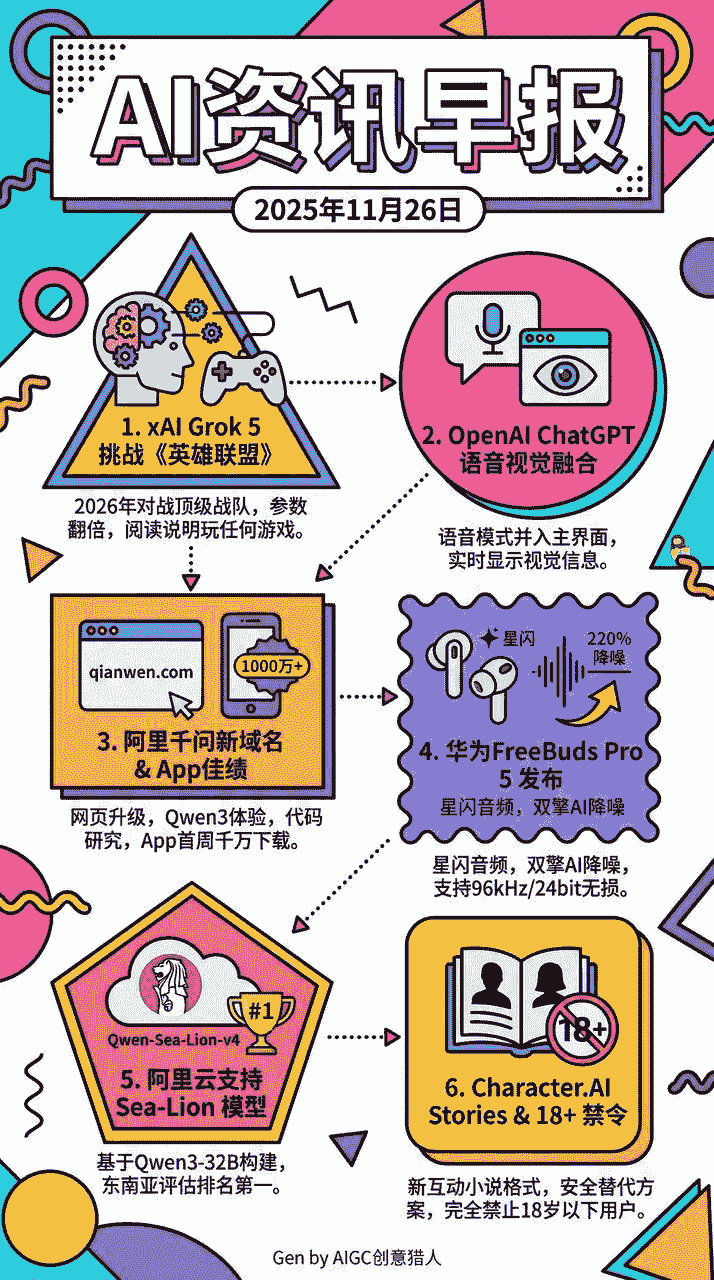 AI资讯早报
2025年11月26日
1. xAI Grok 5
挑战《英雄联盟》
2026年对战顶级战队，参数
翻倍，阅读说明玩任何游戏。
2. OpenAI ChatGPT
语音视觉融合
语音模式并入主界面，
实时显示视觉信息。
qianwen.com
1000万+
3. 阿里千问新域名
& App佳绩
网页升级，Qwen3体验，代码
研究，App首周千万下载。
星闪
220%
降噪
4. 华为FreeBuds Pro
5 发布
星闪音频，双擎AI降噪
星闪音频，双擎AI降噪，
支持96kHz/24bit无损。
#1
Qwen-Sea-Lion-v4
5. 阿里云支持
Sea-Lion 模型
基于Qwen3-32B构建，
东南亚评估排名第一。
18+
6. Character.AI
Stories & 18+ 禁令
新互动小说格式，安全替代方
案，完全禁止18岁以下用户。
Gen by AIGC创意猎人